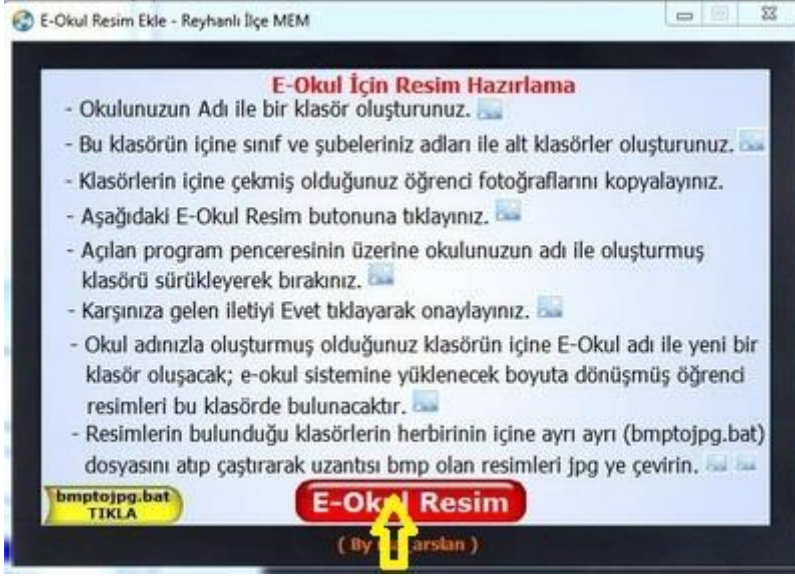 E-Okul Resim Ekle - Reyhanlı İlçe MEM
E-Okul İçin Resim Hazırlama
- Okulunuzun Adı ile bir klasör oluşturunuz.
- Bu klasörün içine sınıf ve şubeleriniz adları ile alt klasörler oluşturunuz.
- Klasörlerin içine çekmiş olduğunuz öğrenci fotoğraflarını kopyalayınız.
- Aşağıdaki E-Okul Resim butonuna tıklayınız.
- Açılan program penceresinin üzerine okulunuzun adı ile oluşturmuş
klasörü sürükleyerek bırakınız.
- Karşınıza gelen iletiyi Evet tıklayarak onaylayınız.
- Okul adınızla oluşturmuş olduğunuz klasörün içine E-Okul adı ile yeni bir
klasör oluşacak; e-okul sistemine yüklenecek boyuta dönüşmüş öğrenci
resimleri bu klasörde bulunacaktır.
- Resimlerin bulunduğu klasörlerin herbirinin içine ayrı ayrı (bmptojpg.bat)
dosyasını atıp çaştırarak uzantısı bmp olan resimleri jpg ye çevirin.
bmptojpg.bat
TIKLA
E-Okul Resim
( By arslan )